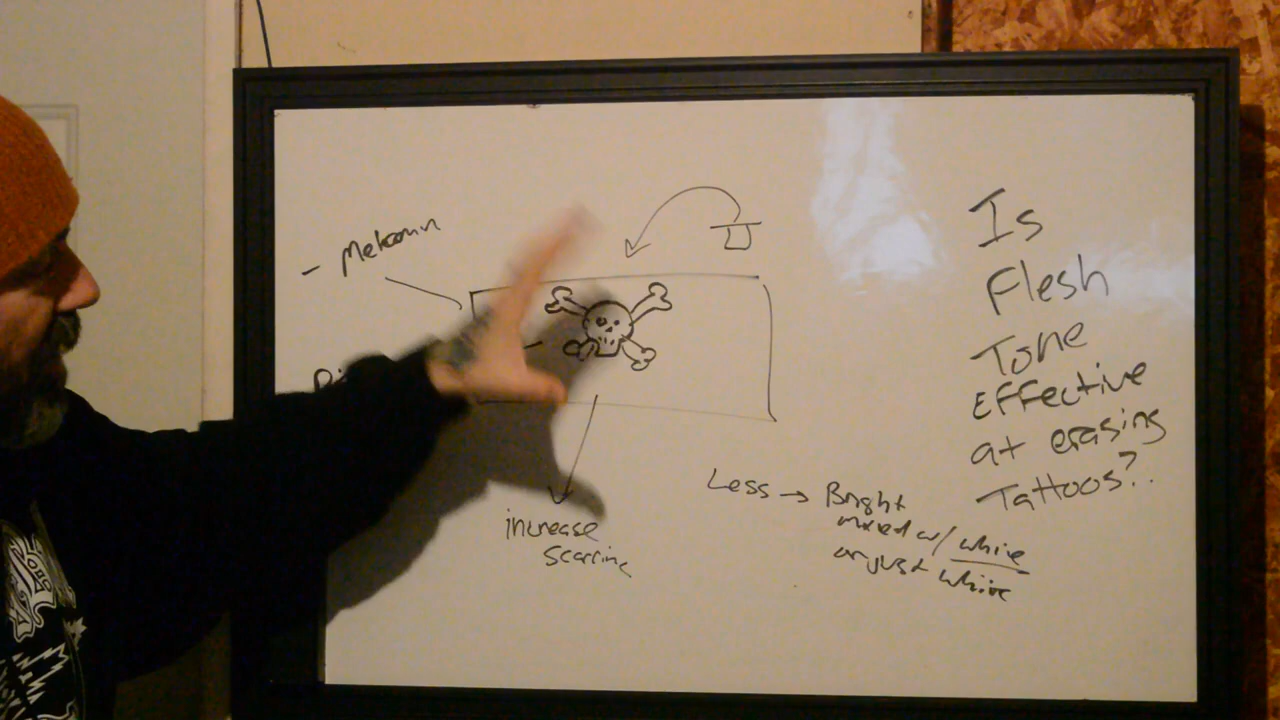 - Melanin
increase
scarring
Less → Bright
mixed w/ white
or just white
Is
Flesh
Tone
Effective
at erasing
Tattoos?